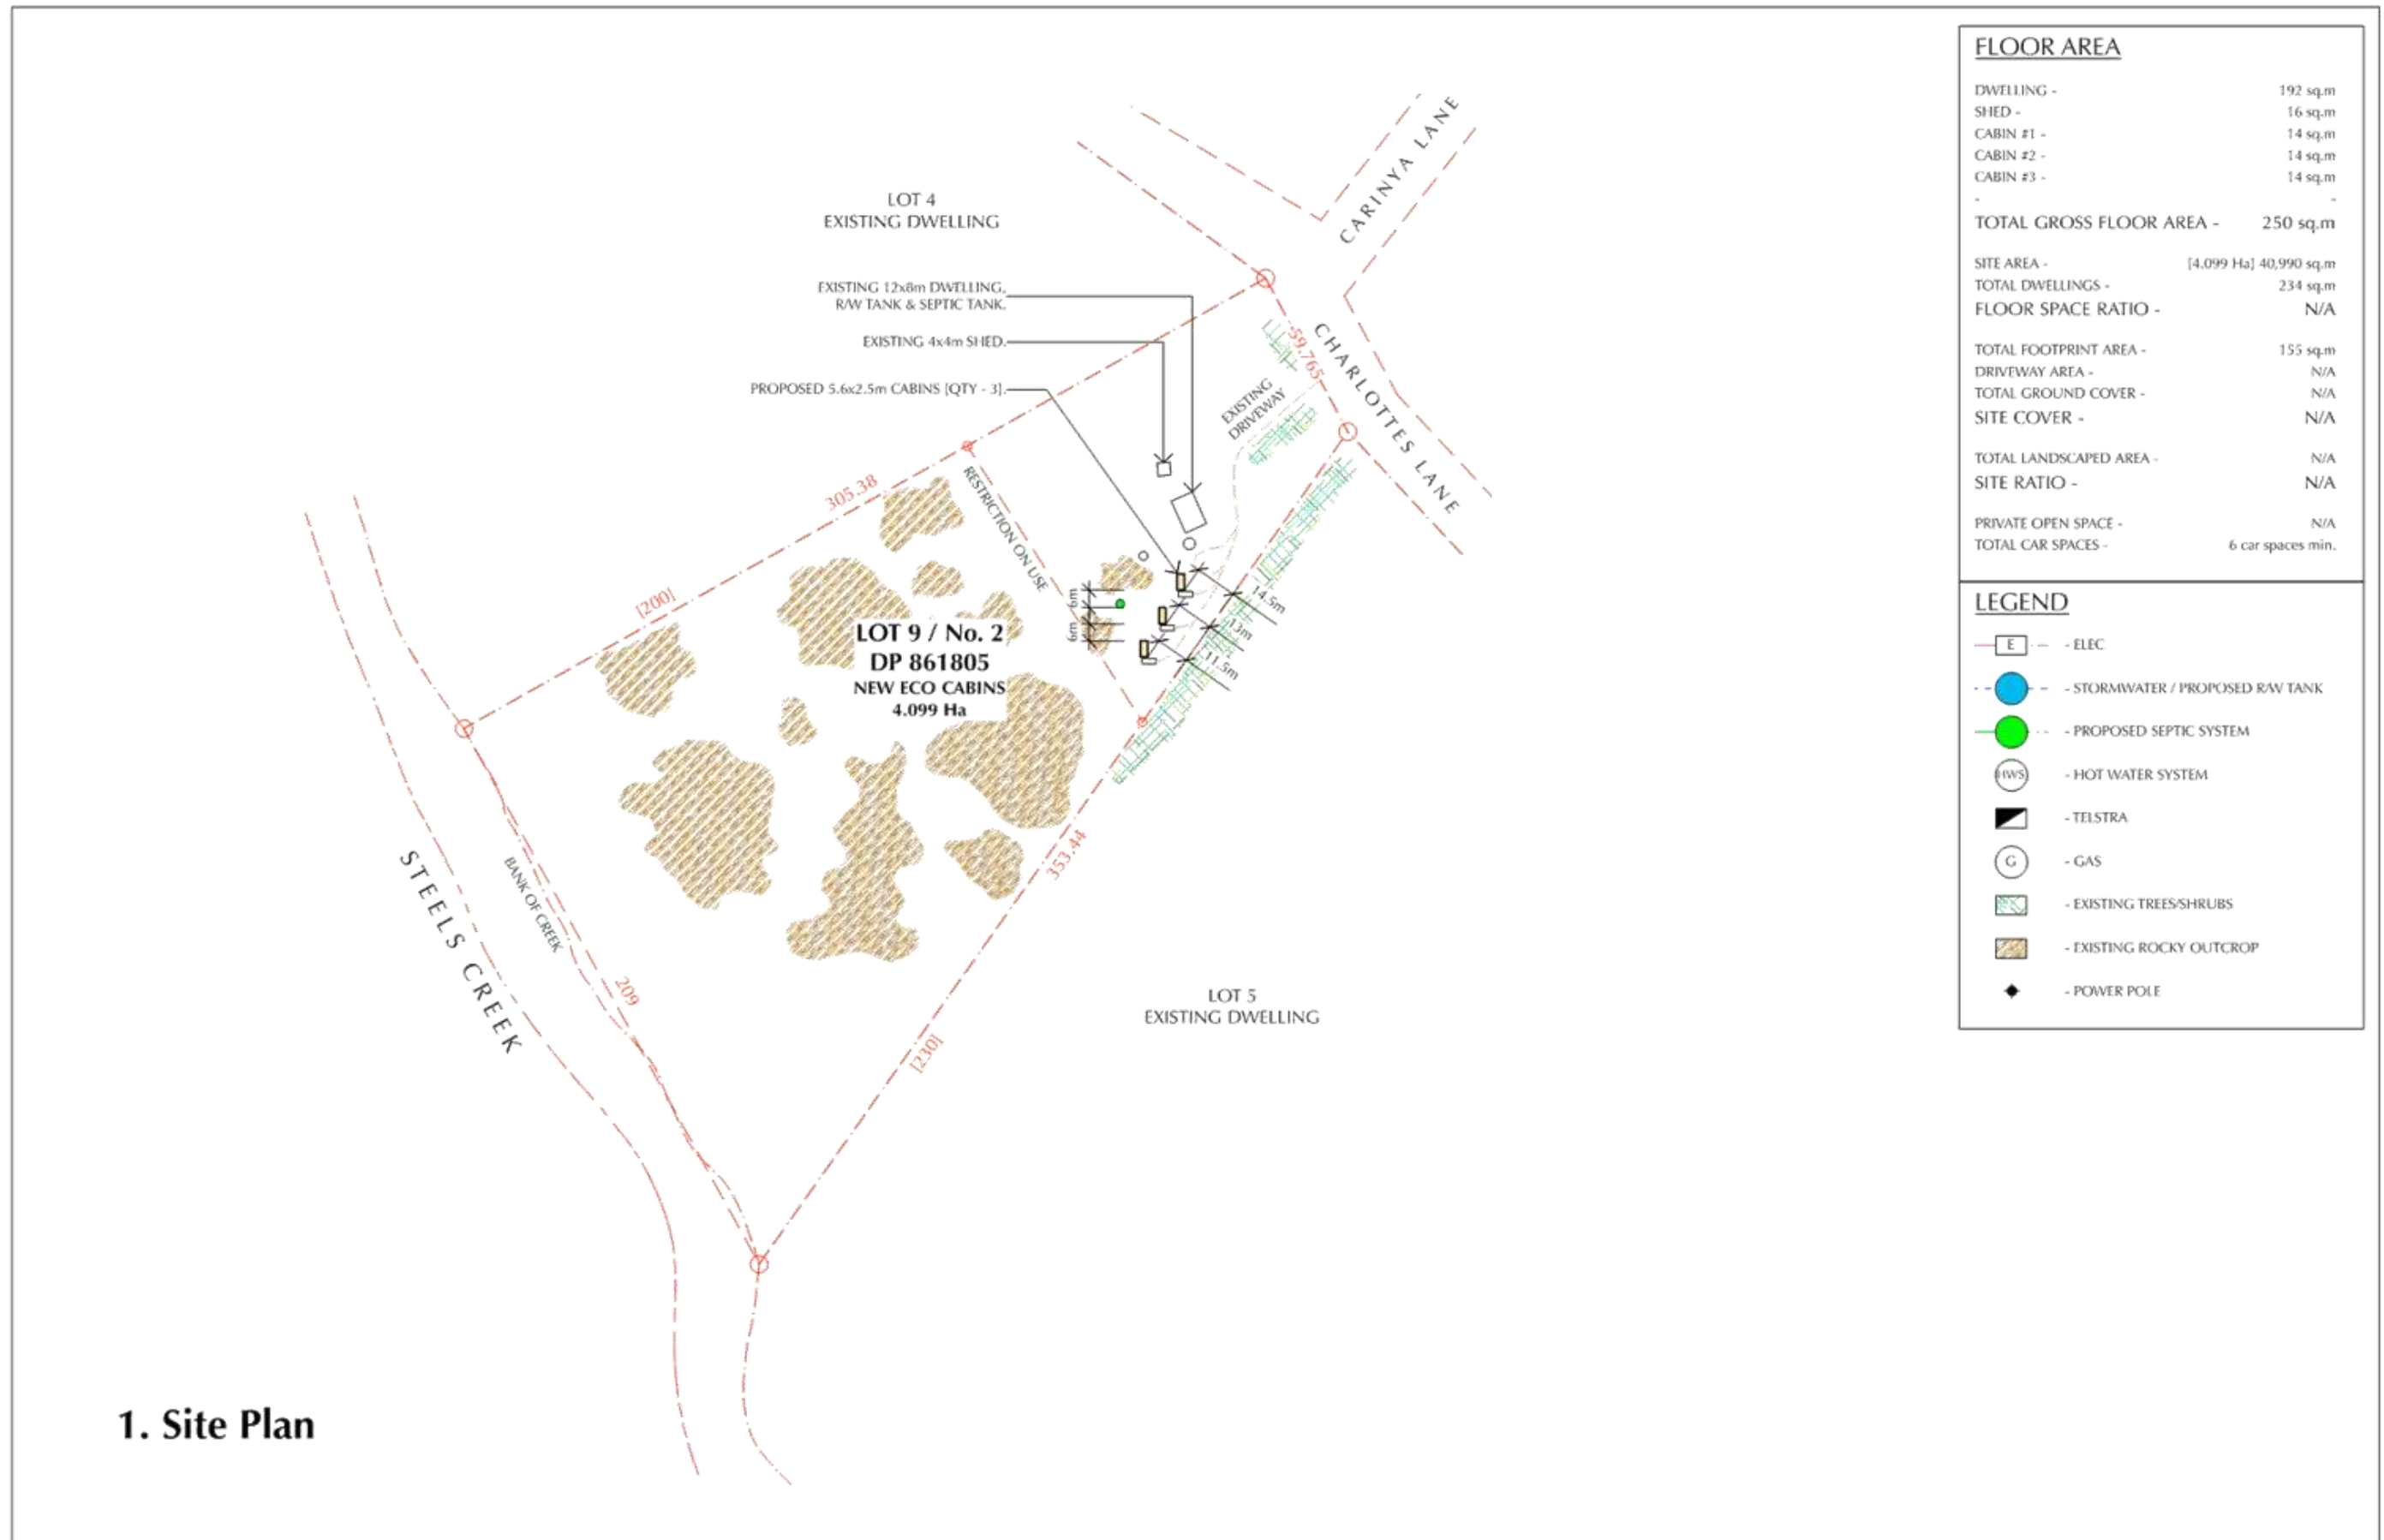 CARINYA LANE
LOT 4
EXISTING DWELLING
EXISTING 12x8m DWELLING,
R/W TANK & SEPTIC TANK.
EXISTING 4x4m SHED.
PROPOSED 5.6x2.5m CABINS [QTY - 3].
59.765
CHARLOTTES LANE
EXISTING
DRIVEWAY
305.38
[200]
RESTRICTION ON USE
6m
6m
14.5m
13m
11.5m
LOT 9 / No. 2
DP 861805
NEW ECO CABINS
4.099 Ha
353.44
[230]
STEELS CREEK
BANK OF CREEK
209
LOT 5
EXISTING DWELLING
1. Site Plan
FLOOR AREA
DWELLING - 192 sq.m
SHED - 16 sq.m
CABIN #1 - 14 sq.m
CABIN #2 - 14 sq.m
CABIN #3 - 14 sq.m
- -
TOTAL GROSS FLOOR AREA - 250 sq.m
SITE AREA - [4.099 Ha] 40,990 sq.m
TOTAL DWELLINGS - 234 sq.m
FLOOR SPACE RATIO - N/A
TOTAL FOOTPRINT AREA - 155 sq.m
DRIVEWAY AREA - N/A
TOTAL GROUND COVER - N/A
SITE COVER - N/A
TOTAL LANDSCAPED AREA - N/A
SITE RATIO - N/A
PRIVATE OPEN SPACE - N/A
TOTAL CAR SPACES - 6 car spaces min.
LEGEND
E - ELEC
- STORMWATER / PROPOSED R/W TANK
- PROPOSED SEPTIC SYSTEM
HWS - HOT WATER SYSTEM
- TELSTRA
G - GAS
- EXISTING TREES/SHRUBS
- EXISTING ROCKY OUTCROP
- POWER POLE